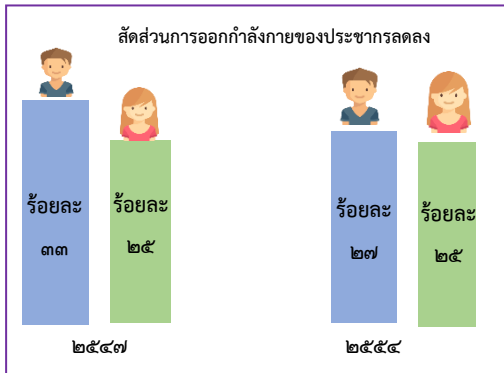 สัดส่วนการออกกำลังกายของประชากรลดลง
ร้อยละ
๓๓
ร้อยละ
๒๕
ร้อยละ
๒๗
ร้อยละ
๒๕
๒๕๔๗
๒๕๕๔